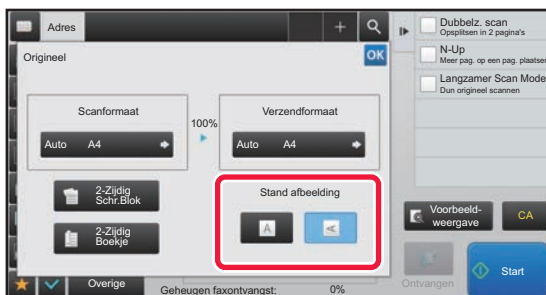 Adres
Origineel
OK
Scanformaat
100%
Verzendformaat
Auto A4
Auto A4
2-Zijdig
Schr.Blok
2-Zijdig
Boekje
Stand afbeelding
A
A
Overige
Geheugen faxontvangst: 0%
Dubbelz. scan
Opsplitsen in 2 pagina's
N-Up
Meer pag. op een pag. plaatsen
Langzamer Scan Mode
Dun origineel scannen
Voorbeeld-
weergave
CA
Ontvangen
Start